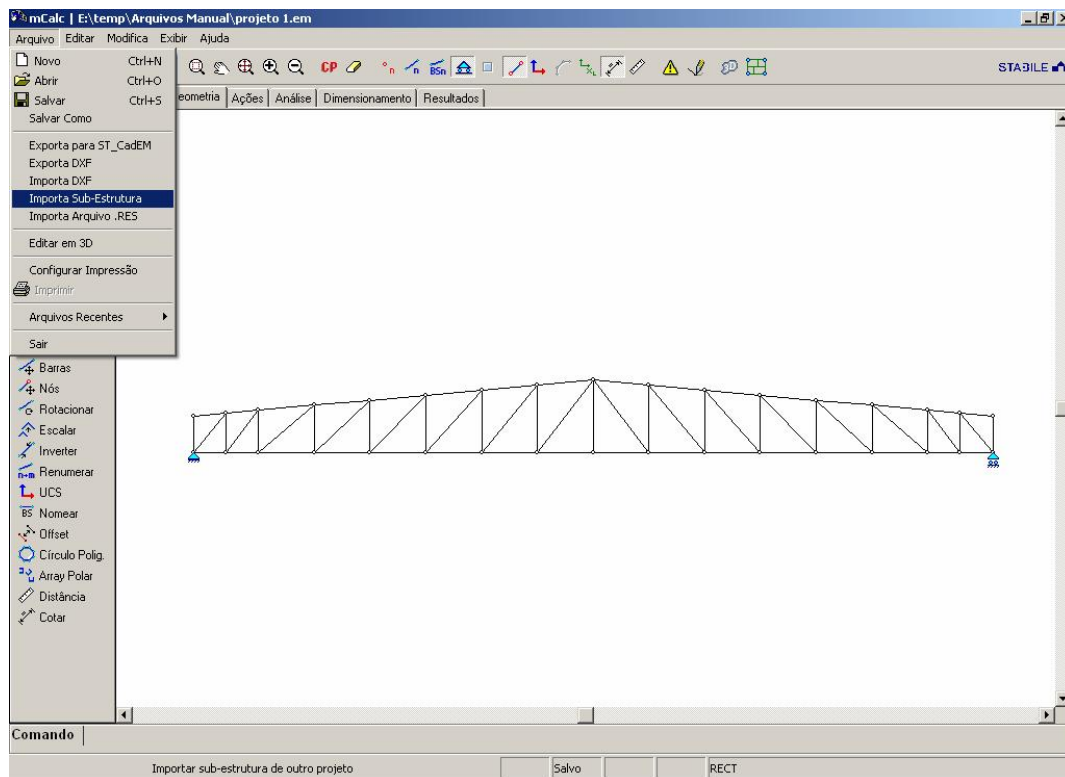 mCalc | E:\temp\Arquivos Manual\projeto 1.em
Arquivo Editar Modifica Exibir Ajuda
Novo Ctrl+N
Abrir Ctrl+O
Salvar Ctrl+S
Salvar Como
Exporta para ST_CadEM
Exporta DXF
Importa DXF
Importa Sub-Estrutura
Importa Arquivo .RES
Editar em 3D
Configurar Impressão
Imprimir
Arquivos Recentes
Sair
CP n n BSn STABILE
eometria Ações Análise Dimensionamento Resultados
Barras
Nós
Rotacionar
Escalar
Inverter
n→m Renumerar
UCS
BS Nomear
Offset
Círculo Polig.
Array Polar
Distância
Cotar
Comando
Importar sub-estrutura de outro projeto Salvo RECT